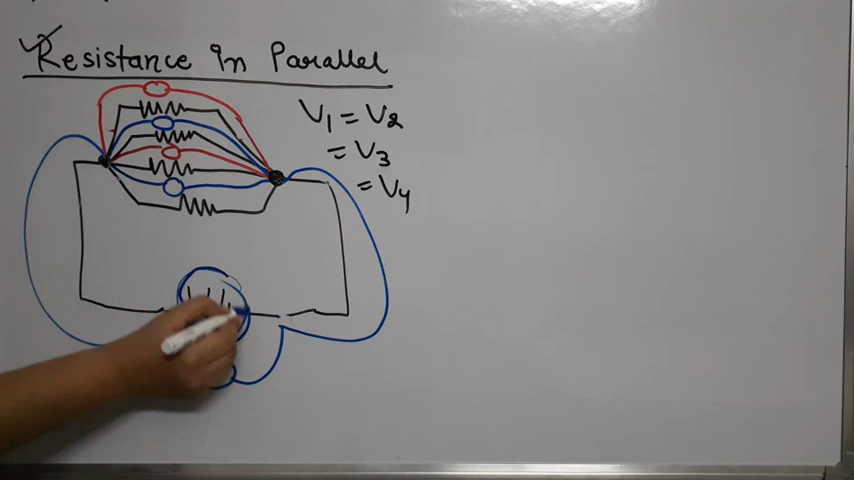 Resistance in Parallel
V1 = V2
= V3
= V4